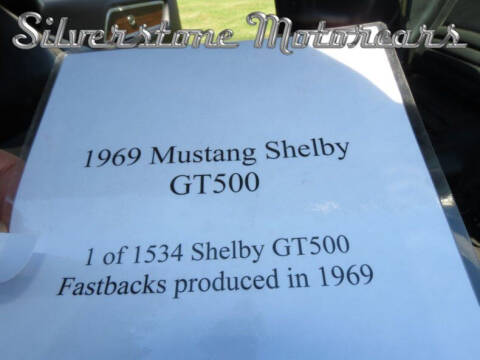 Silverstone Motorcars
1969 Mustang Shelby
GT500
1 of 1534 Shelby GT500
Fastbacks produced in 1969